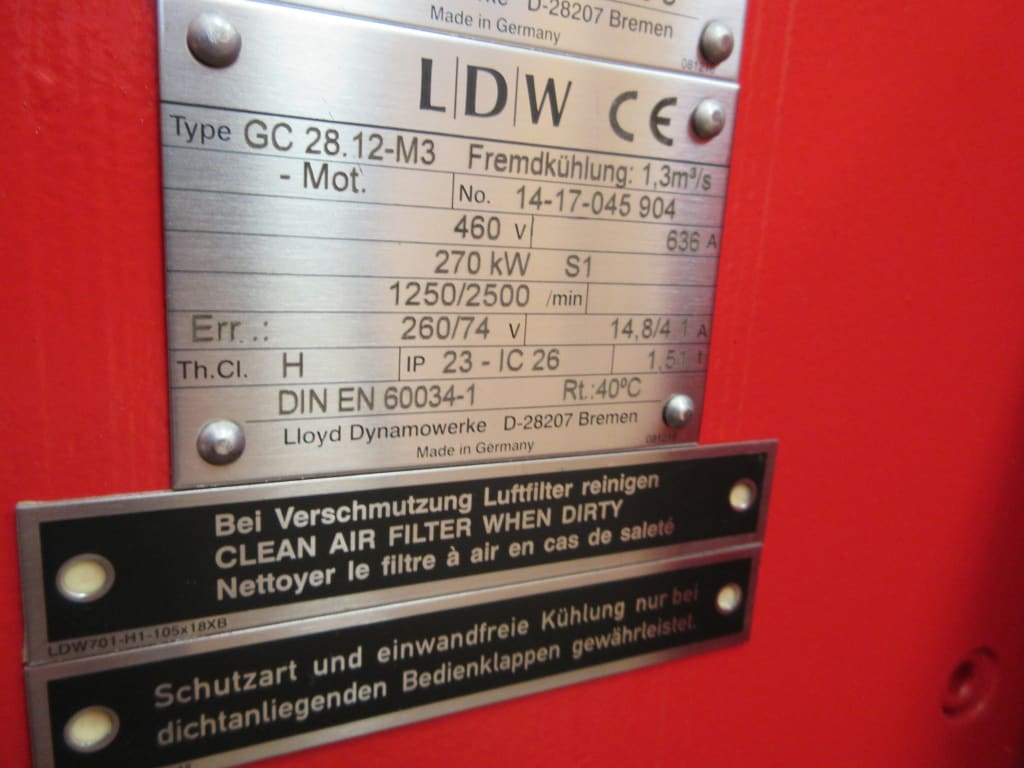 D-28207 Bremen
Made in Germany
L|D|W CE
Type GC 28.12-M3 Fremdkühlung: 1,3m³/s
- Mot. No. 14-17-045 904
460 V 636 A
270 kW S1
1250/2500 /min
Err.: 260/74 V 14,8/4,1 A
Th.Cl. H IP 23 - IC 26 1,51 t
DIN EN 60034-1 Rt.:40ºC
Lloyd Dynamowerke D-28207 Bremen
Made in Germany
Bei Verschmutzung Luftfilter reinigen
CLEAN AIR FILTER WHEN DIRTY
Nettoyer le filtre à air en cas de saleté
LDW701-H1-105x18XB
Schutzart und einwandfreie Kühlung nur bei
dichtanliegenden Bedienklappen gewährleistet.